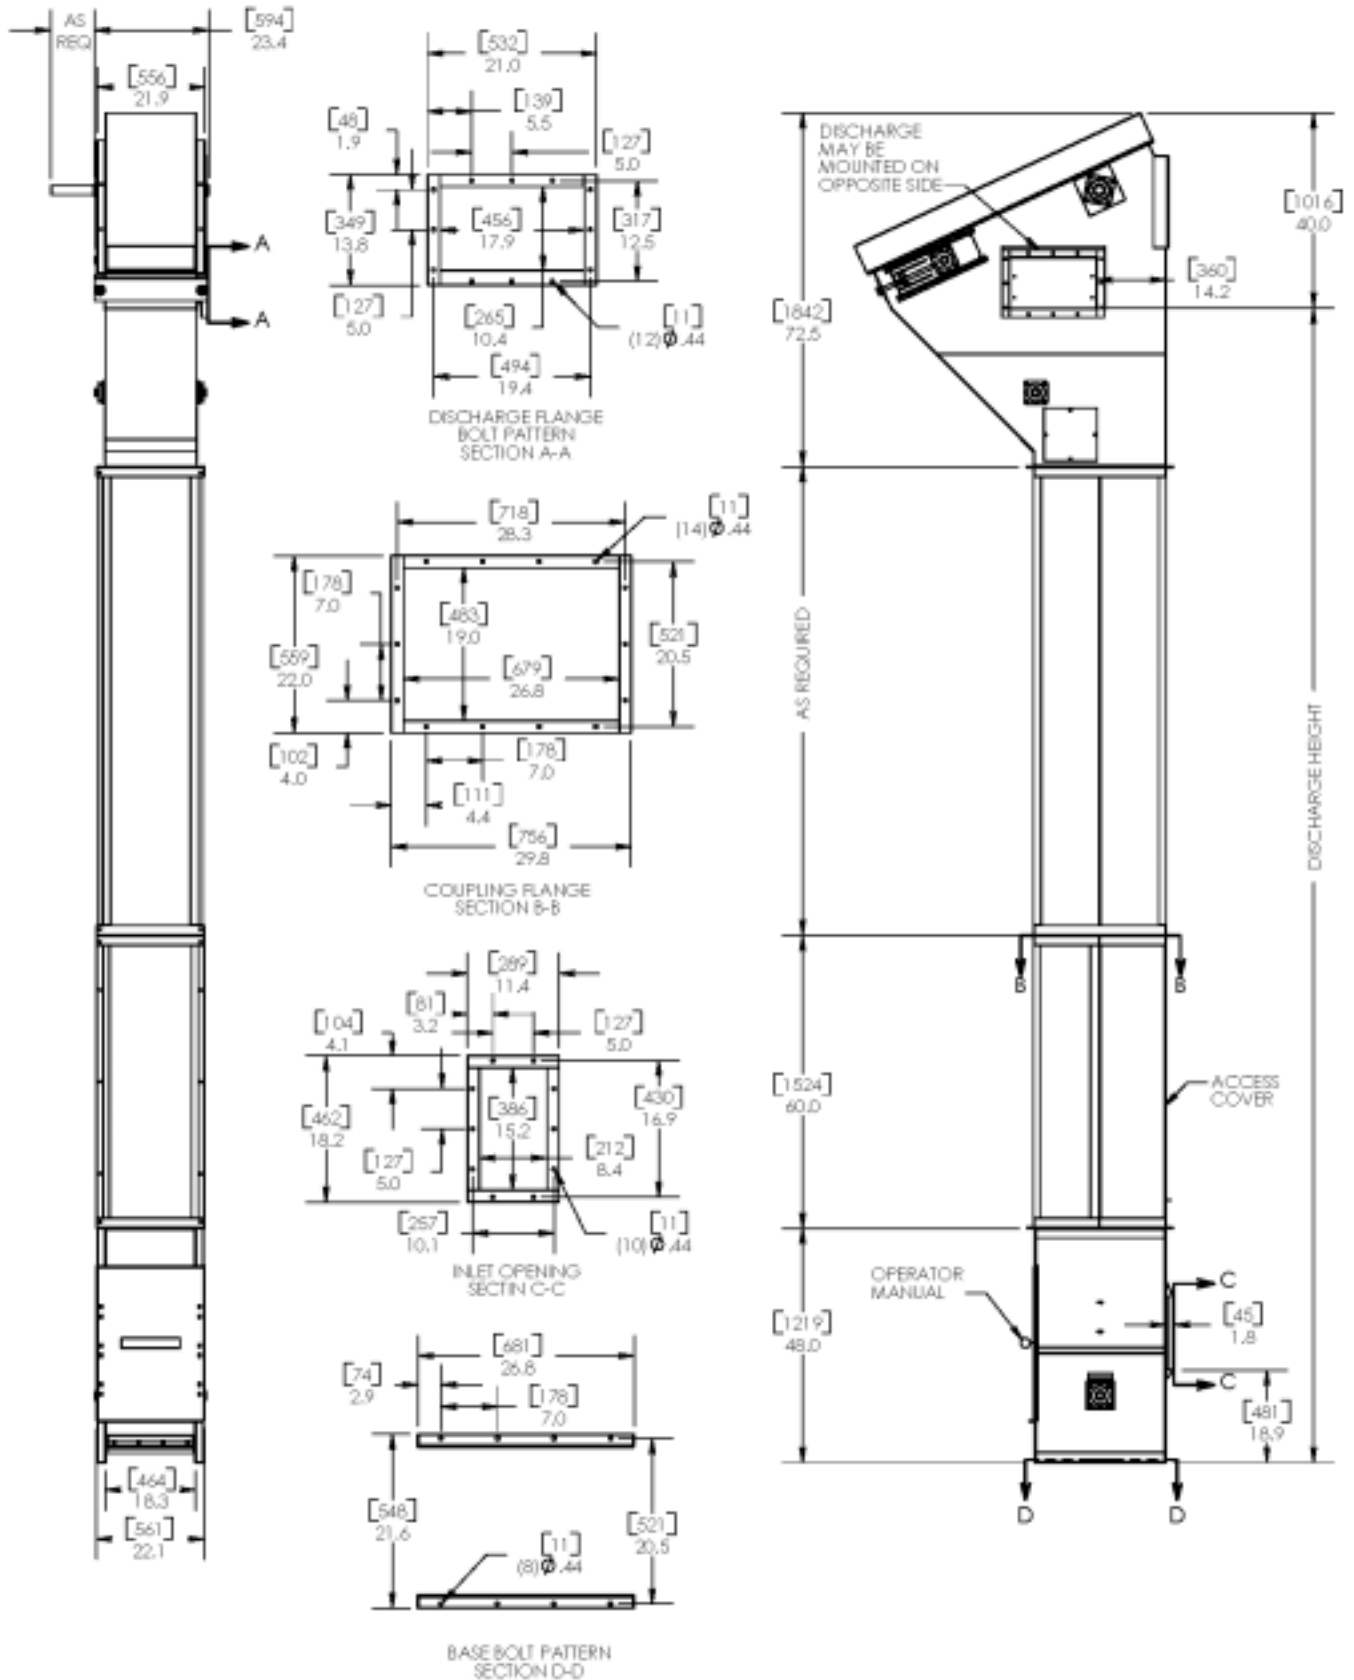 AS
REQ
[594]
23.4
[556]
21.9
A
A
[464]
18.3
[561]
22.1
[532]
21.0
[139]
5.5
[48]
1.9
[127]
5.0
[349]
13.8
[456]
17.9
[317]
12.5
[127]
5.0
[265]
10.4
[11]
(12)Ø.44
[494]
19.4
DISCHARGE FLANGE
BOLT PATTERN
SECTION A-A
[718]
28.3
[11]
(14)Ø.44
[178]
7.0
[483]
19.0
[521]
20.5
[559]
22.0
[679]
26.8
[102]
4.0
[178]
7.0
[111]
4.4
[756]
29.8
COUPLING FLANGE
SECTION B-B
[289]
11.4
[81]
3.2
[104]
4.1
[127]
5.0
[386]
15.2
[430]
16.9
[462]
18.2
[212]
8.4
[127]
5.0
[257]
10.1
[11]
(10)Ø.44
INLET OPENING
SECTIN C-C
[681]
26.8
[74]
2.9
[178]
7.0
[548]
21.6
[521]
20.5
[11]
(8)Ø.44
BASE BOLT PATTERN
SECTION D-D
DISCHARGE
MAY BE
MOUNTED ON
OPPOSITE SIDE
[1016]
40.0
[360]
14.2
[1842]
72.5
AS REQUIRED
DISCHARGE HEIGHT
B
B
[1524]
60.0
ACCESS
COVER
OPERATOR
MANUAL
C
[45]
1.8
[1219]
48.0
C
[481]
18.9
D
D